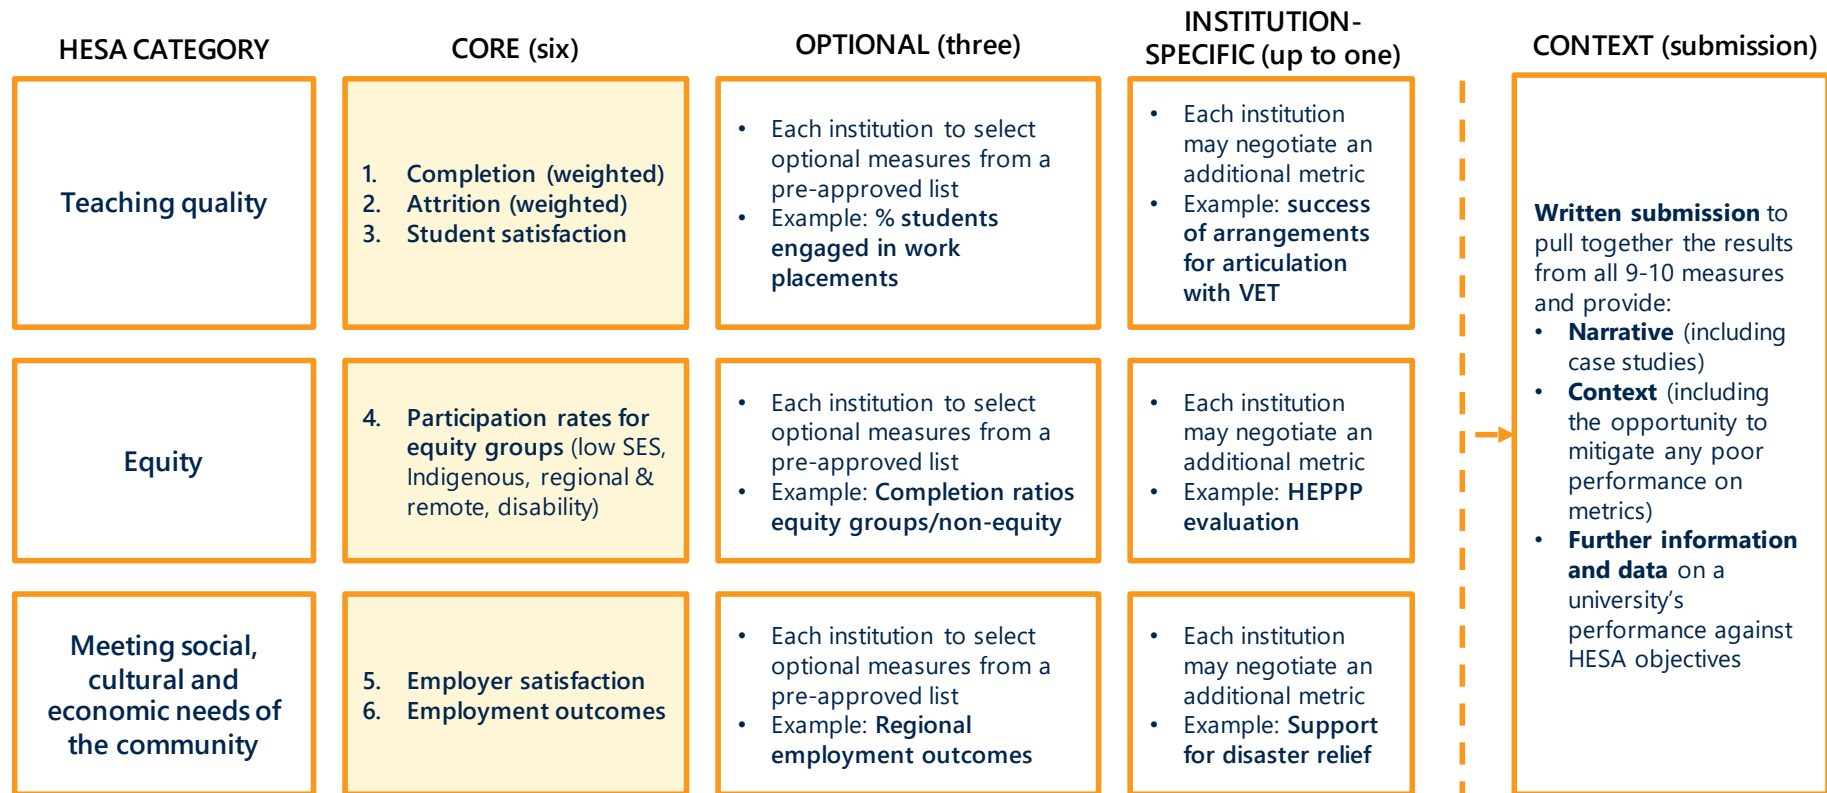 HESA CATEGORY
CORE (six)
OPTIONAL (three)
INSTITUTION-
SPECIFIC (up to one)
CONTEXT (submission)
Teaching quality
1. Completion (weighted)
2. Attrition (weighted)
3. Student satisfaction
• Each institution to select
optional measures from a
pre-approved list
• Example: % students
engaged in work
placements
• Each institution
may negotiate an
additional metric
• Example: success
of arrangements
for articulation
with VET
Equity
4. Participation rates for
equity groups (low SES,
Indigenous, regional &
remote, disability)
• Each institution to select
optional measures from a
pre-approved list
• Example: Completion ratios
equity groups/non-equity
• Each institution
may negotiate an
additional metric
• Example: HEPPP
evaluation
Meeting social,
cultural and
economic needs of
the community
5. Employer satisfaction
6. Employment outcomes
• Each institution to select
optional measures from a
pre-approved list
• Example: Regional
employment outcomes
• Each institution
may negotiate an
additional metric
• Example: Support
for disaster relief
Written submission to
pull together the results
from all 9-10 measures
and provide:
• Narrative (including
case studies)
• Context (including
the opportunity to
mitigate any poor
performance on
metrics)
• Further information
and data on a
university's
performance against
HESA objectives